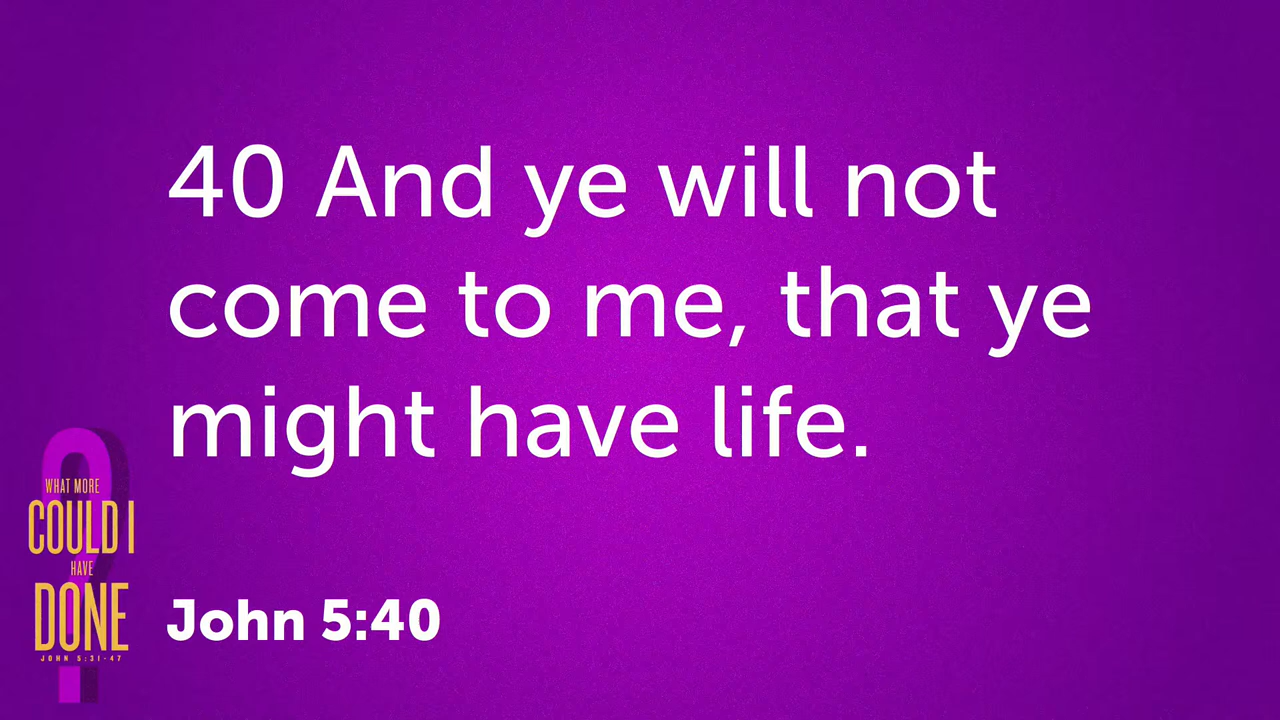 40 And ye will not
come to me, that ye
might have life.
WHAT MORE
COULD I
HAVE
DONE
JOHN 5:31-47
John 5:40